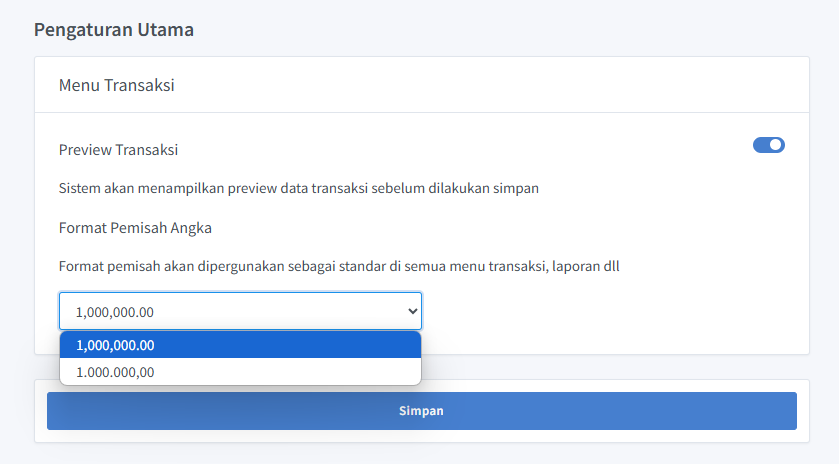 Pengaturan Utama
Menu Transaksi
Preview Transaksi
Sistem akan menampilkan preview data transaksi sebelum dilakukan simpan
Format Pemisah Angka
Format pemisah akan dipergunakan sebagai standar di semua menu transaksi, laporan dll
1,000,000.00
1,000,000.00
1.000.000,00
Simpan